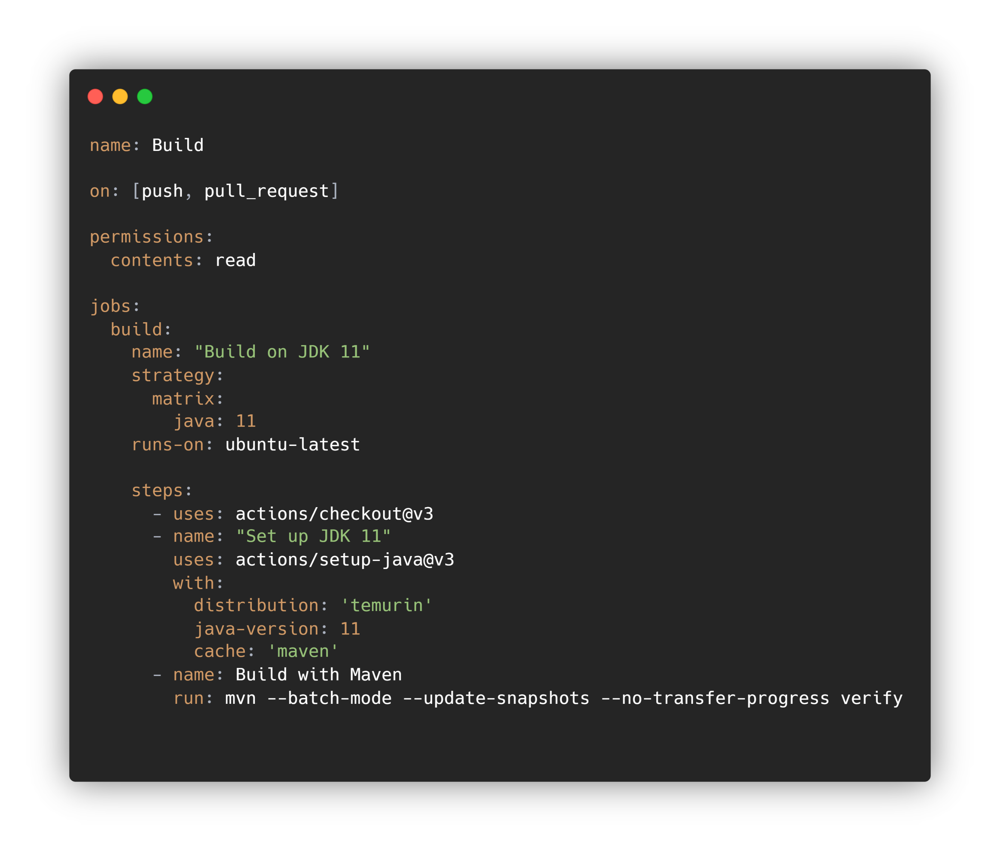 name: Build

on: [push, pull_request]

permissions:
  contents: read

jobs:
  build:
    name: "Build on JDK 11"
    strategy:
      matrix:
        java: 11
    runs-on: ubuntu-latest

    steps:
      - uses: actions/checkout@v3
      - name: "Set up JDK 11"
        uses: actions/setup-java@v3
        with:
          distribution: 'temurin'
          java-version: 11
          cache: 'maven'
      - name: Build with Maven
        run: mvn --batch-mode --update-snapshots --no-transfer-progress verify